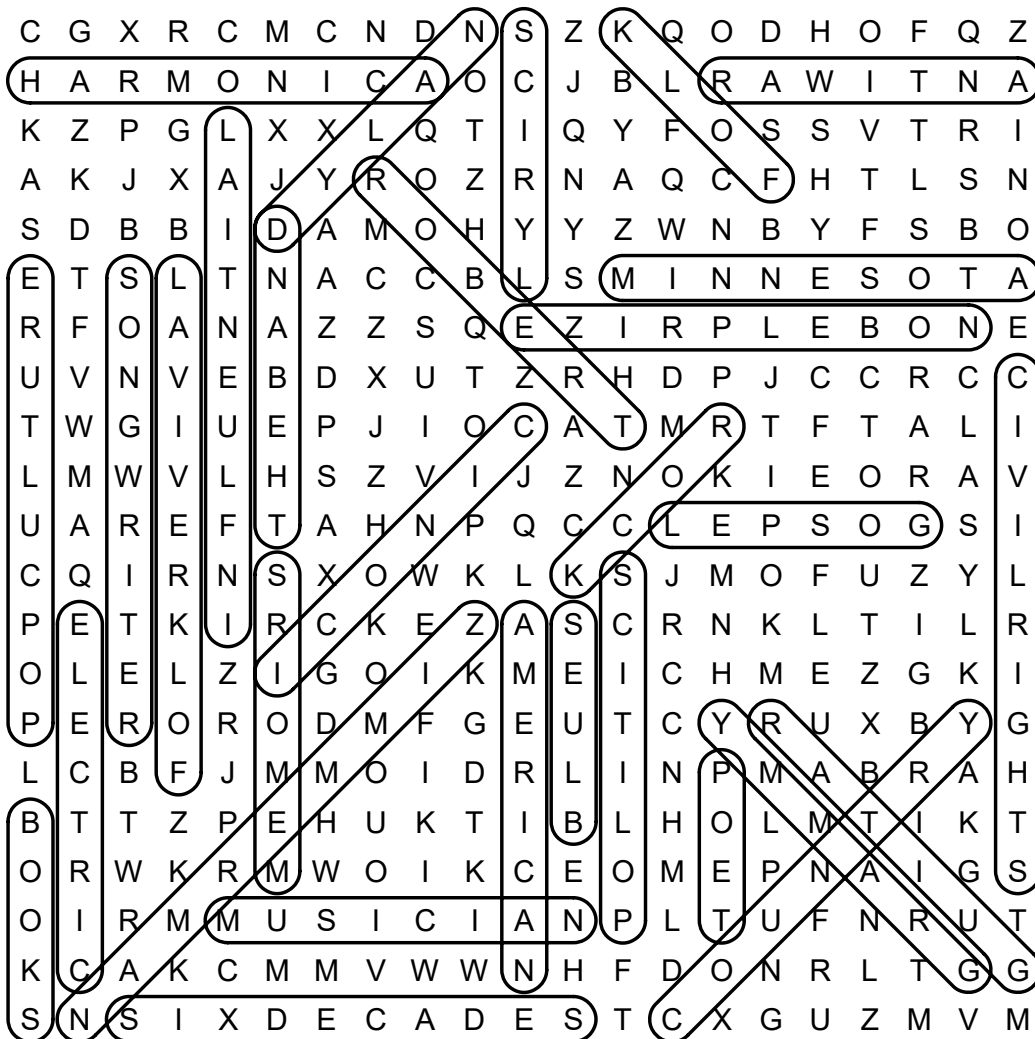 C G X R C M C N D N S Z K Q O D H O F Q Z
H A R M O N I C A O C J B L R A W I T N A
K Z P G L X X L Q T I Q Y F O S S V T R I
A K J X A J Y R O Z R N A Q C F H T L S N
S D B B I D A M O H Y Y Z W N B Y F S B O
E T S L T N A C C B L S M I N N E S O T A
R F O A N A Z Z S Q E Z I R P L E B O N E
U V N V E B D X U T Z R H D P J C C R C C
T W G I U E P J I O C A T M R T F T A L I
L M W V L H S Z V I J Z N O K I E O R A V
U A R E F T A H N P Q C C L E P S O G S I
C Q I R N S X O W K L K S J M O F U Z Y L
P E T K I R C K E Z A S C R N K L T I L R
O L E L Z I G O I K M E I C H M E Z G K I
P E R O R O D M F G E U T C Y R U X B Y G
L C B F J M M O I D R L I N P M A B R A H
B T T Z P E H U K T I B L H O L M T I K T
O R W K R M W O I K C E O M E P N A I G S
O I R M M U S I C I A N P L T U F N R U T
K C A K C M M V W W N H F D O N R L T G G
S N S I X D E C A D E S T C X G U Z M V M